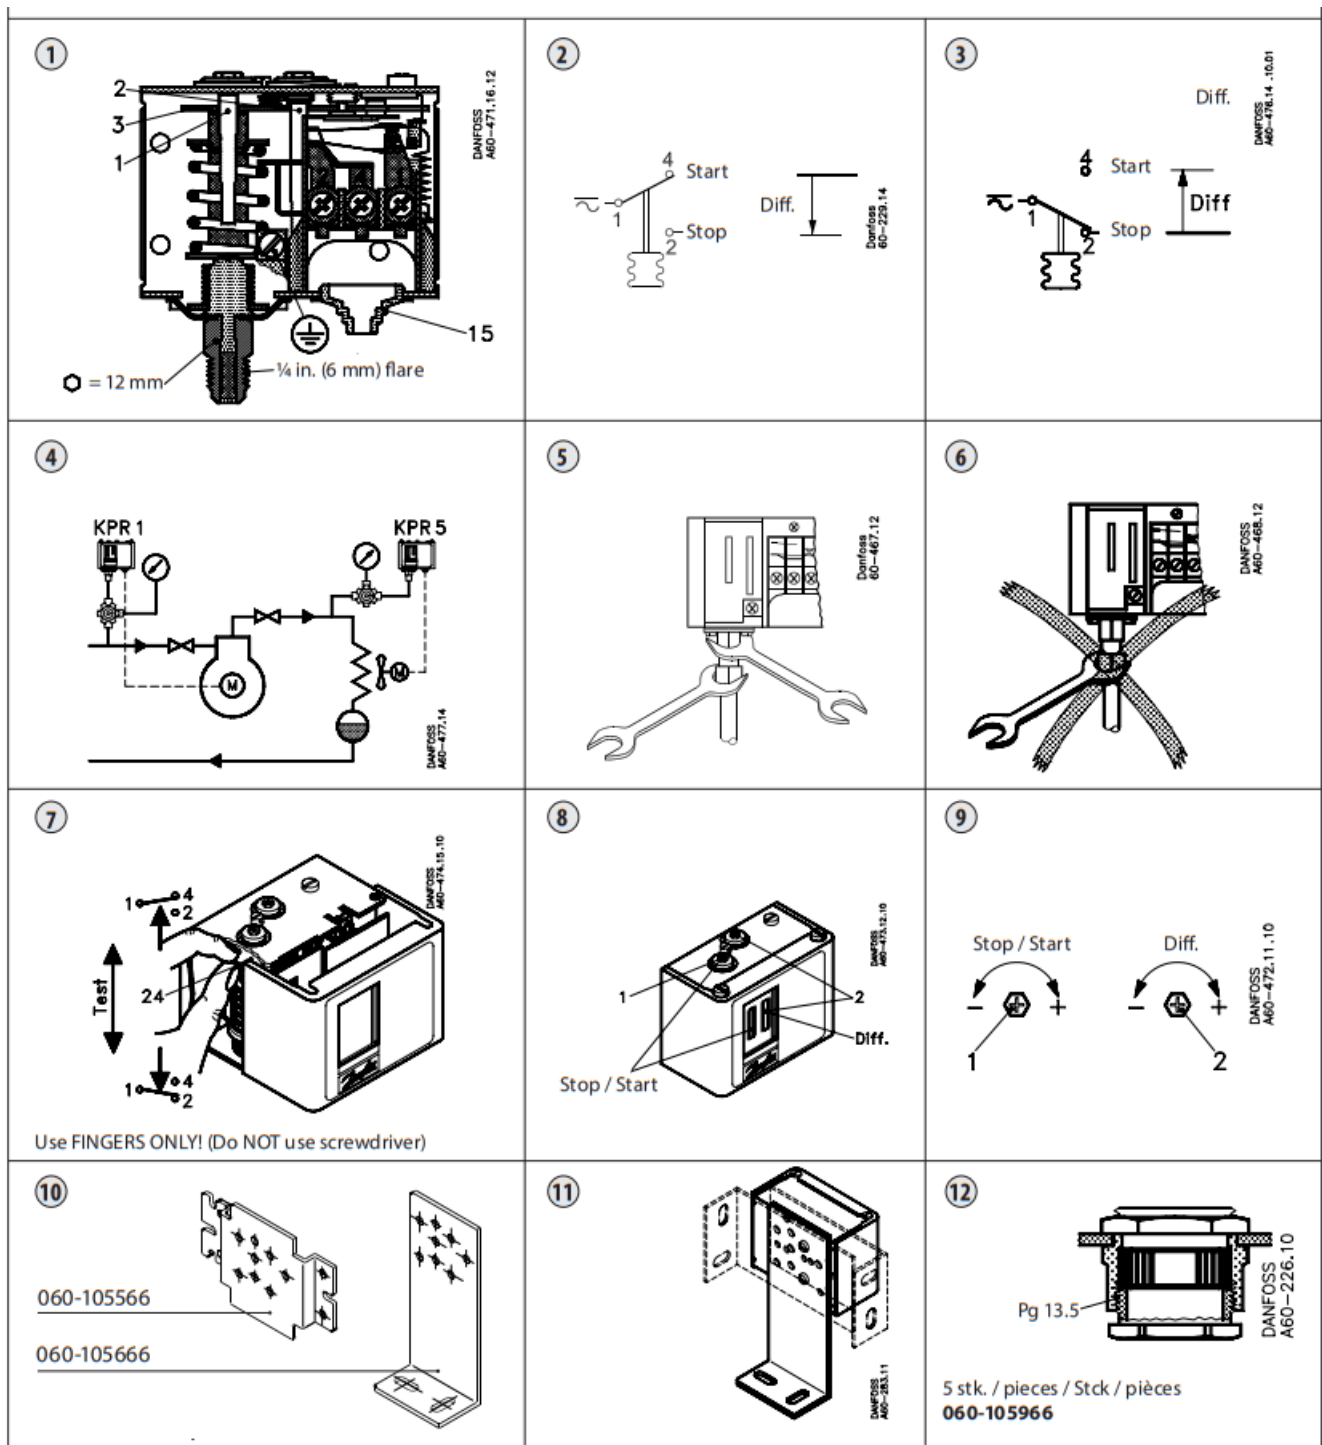 1
2
3
1
DANFOSS
A60-471.16.12
15
= 12 mm
¼ in. (6 mm) flare
2
4
Start
1
Diff.
2
Stop
Danfoss
60-229.14
3
Diff.
DANFOSS
A60-476.14 .10.01
4
Start
1
Diff
2
Stop
4
KPR 1
KPR 5
M
M
DANFOSS
A60-477.14
5
Danfoss
60-467.12
6
DANFOSS
A60-468.12
7
1
4
2
Test
24
1
4
2
DANFOSS
A60-474.15.10
Danfoss
Use FINGERS ONLY! (Do NOT use screwdriver)
8
1
2
Diff.
Stop / Start
DANFOSS
A60-473.12.10
9
Stop / Start
Diff.
- +
- +
1
2
DANFOSS
A60-472.11.10
10
060-105566
060-105666
11
DANFOSS
A60-283.11
12
Pg 13.5
DANFOSS
A60-226.10
5 stk. / pieces / Stck / pièces
060-105966